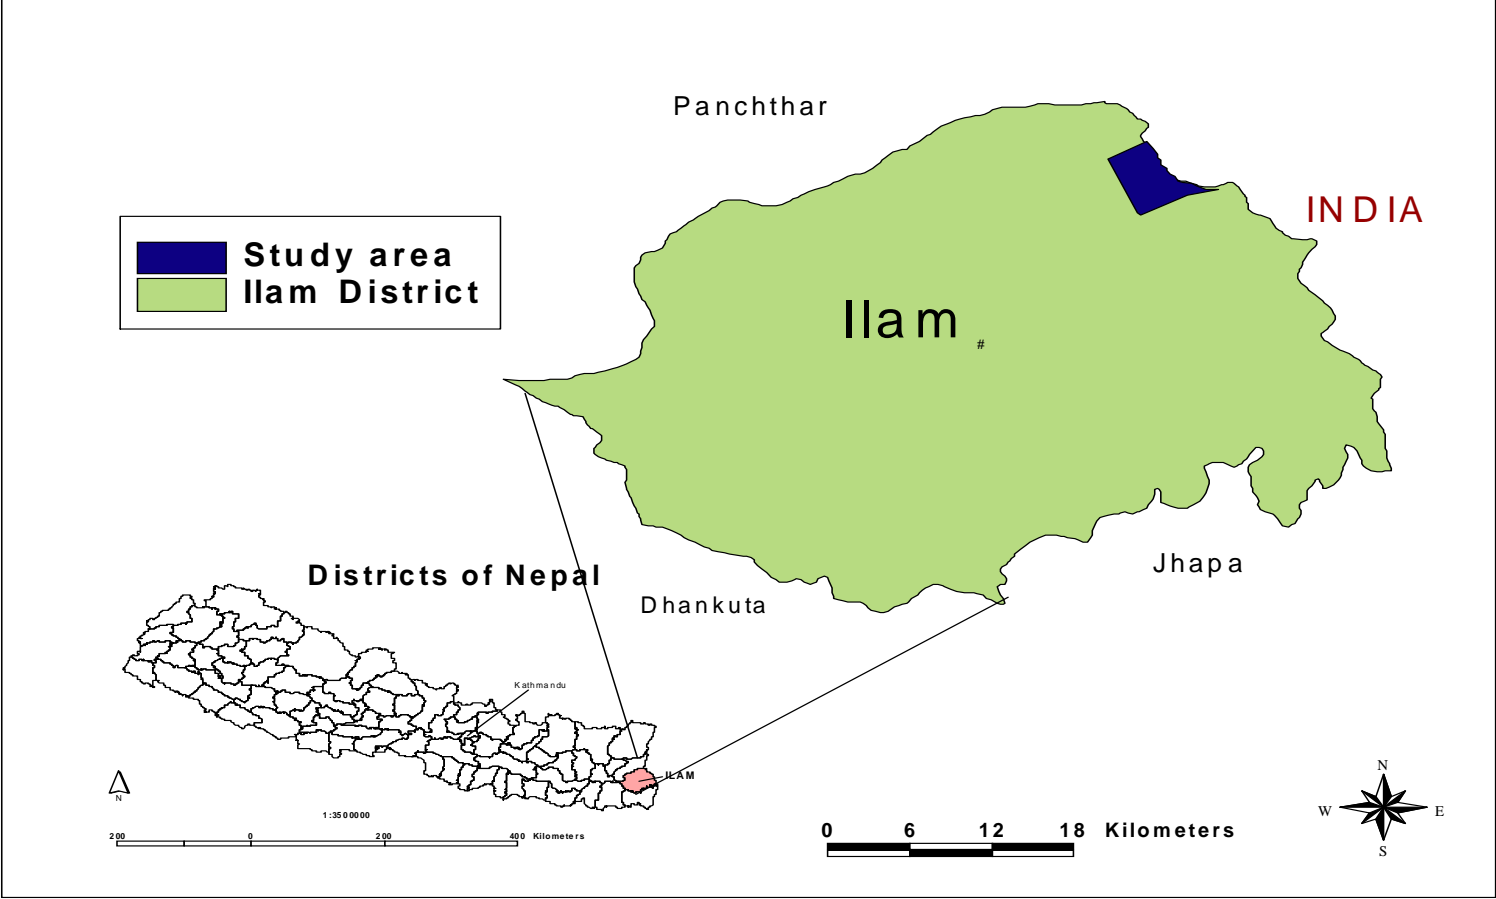 Panchthar
INDIA
Study area
Ilam District
Ilam
#
Jhapa
Districts of Nepal
Dhankuta
Kathmandu
ILAM
N
1:3500000
200 0 200 400 Kilometers
0 6 12 18 Kilometers
N
W E
S